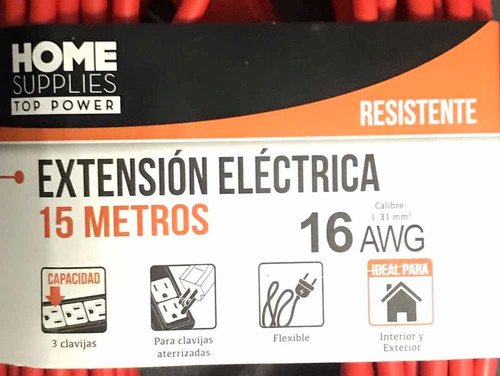 HOME
SUPPLIES
TOP POWER
RESISTENTE
EXTENSIÓN ELÉCTRICA
15 METROS
Calibre:
1.31 mm²
16 AWG
CAPACIDAD
3 clavijas
Para clavijas
aterrizadas
Flexible
IDEAL PARA
Interior y
Exterior